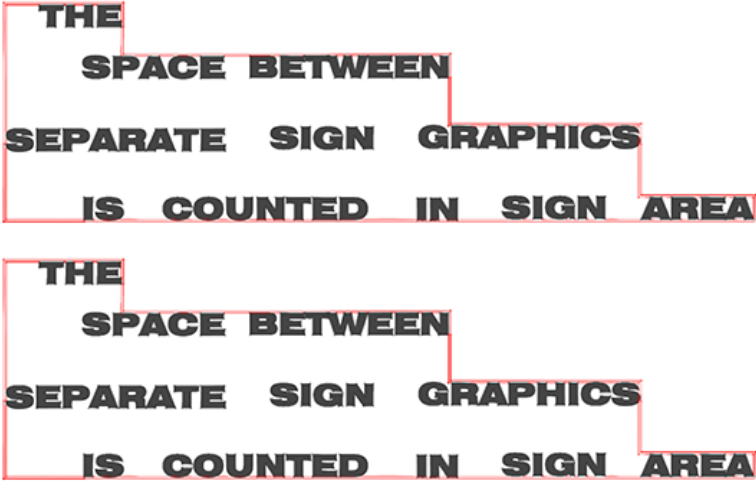 THE
SPACE BETWEEN
SEPARATE SIGN GRAPHICS
IS COUNTED IN SIGN AREA
THE
SPACE BETWEEN
SEPARATE SIGN GRAPHICS
IS COUNTED IN SIGN AREA